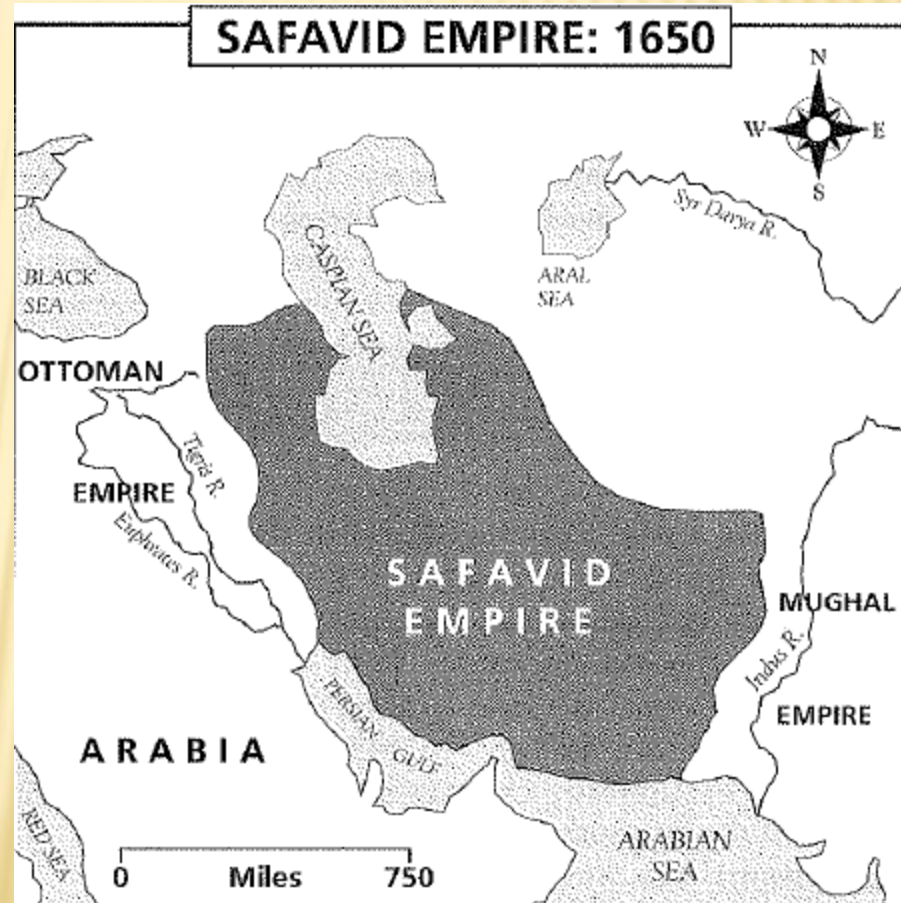 SAFAVID EMPIRE: 1650
N
W
E
S
Syr Darya R.
CASPIAN SEA
BLACK
SEA
ARAL
SEA
OTTOMAN
EMPIRE
Tigris R.
Euphrates R.
SAFAVID
EMPIRE
MUGHAL
EMPIRE
Indus R.
PERSIAN
GULF
ARABIA
RED SEA
ARABIAN
SEA
0 Miles 750